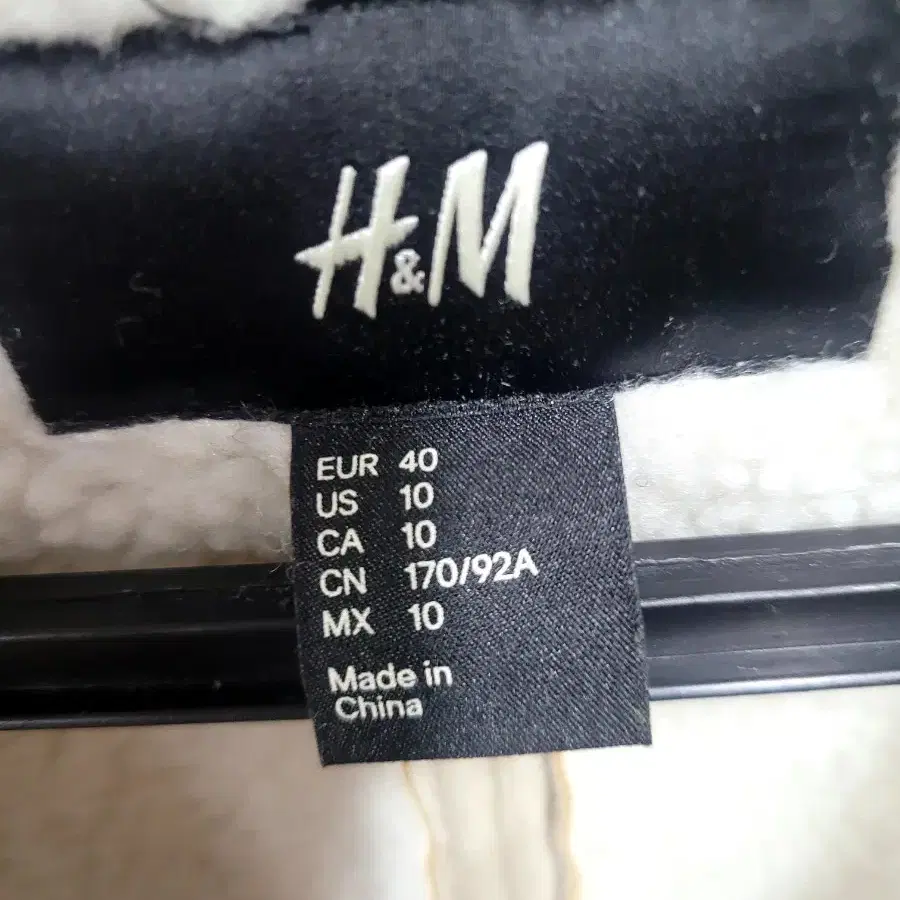 H&M
EUR 40
US 10
CA 10
CN 170/92A
MX 10
Made in
China